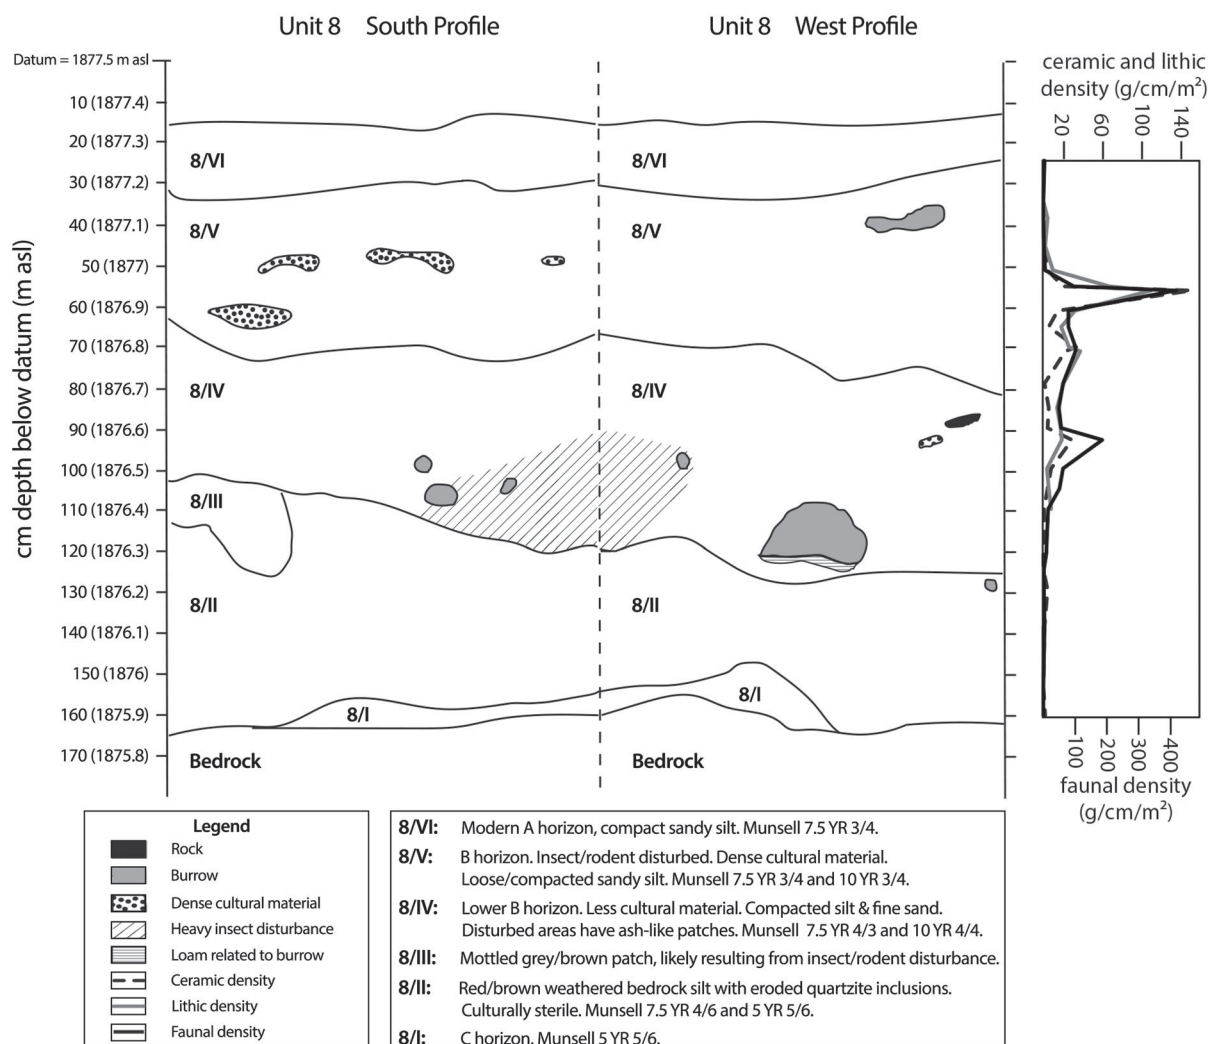 Unit 8 South Profile
Unit 8 West Profile
Datum = 1877.5 m asl
10 (1877.4)
20 (1877.3)
30 (1877.2)
40 (1877.1)
50 (1877)
60 (1876.9)
70 (1876.8)
80 (1876.7)
90 (1876.6)
100 (1876.5)
110 (1876.4)
120 (1876.3)
130 (1876.2)
140 (1876.1)
150 (1876)
160 (1875.9)
170 (1875.8)
cm depth below datum (m asl)
8/VI
8/V
8/IV
8/III
8/II
8/I
Bedrock
8/VI
8/V
8/IV
8/II
8/I
Bedrock
ceramic and lithic
density (g/cm/m²)
20
60
100
140
100
200
300
400
faunal density
(g/cm/m²)
Legend
Rock
Burrow
Dense cultural material
Heavy insect disturbance
Loam related to burrow
Ceramic density
Lithic density
Faunal density
8/VI: Modern A horizon, compact sandy silt. Munsell 7.5 YR 3/4.
8/V: B horizon. Insect/rodent disturbed. Dense cultural material.
Loose/compacted sandy silt. Munsell 7.5 YR 3/4 and 10 YR 3/4.
8/IV: Lower B horizon. Less cultural material. Compacted silt & fine sand.
Disturbed areas have ash-like patches. Munsell 7.5 YR 4/3 and 10 YR 4/4.
8/III: Mottled grey/brown patch, likely resulting from insect/rodent disturbance.
8/II: Red/brown weathered bedrock silt with eroded quartzite inclusions.
Culturally sterile. Munsell 7.5 YR 4/6 and 5 YR 5/6.
8/I: C horizon. Munsell 5 YR 5/6.